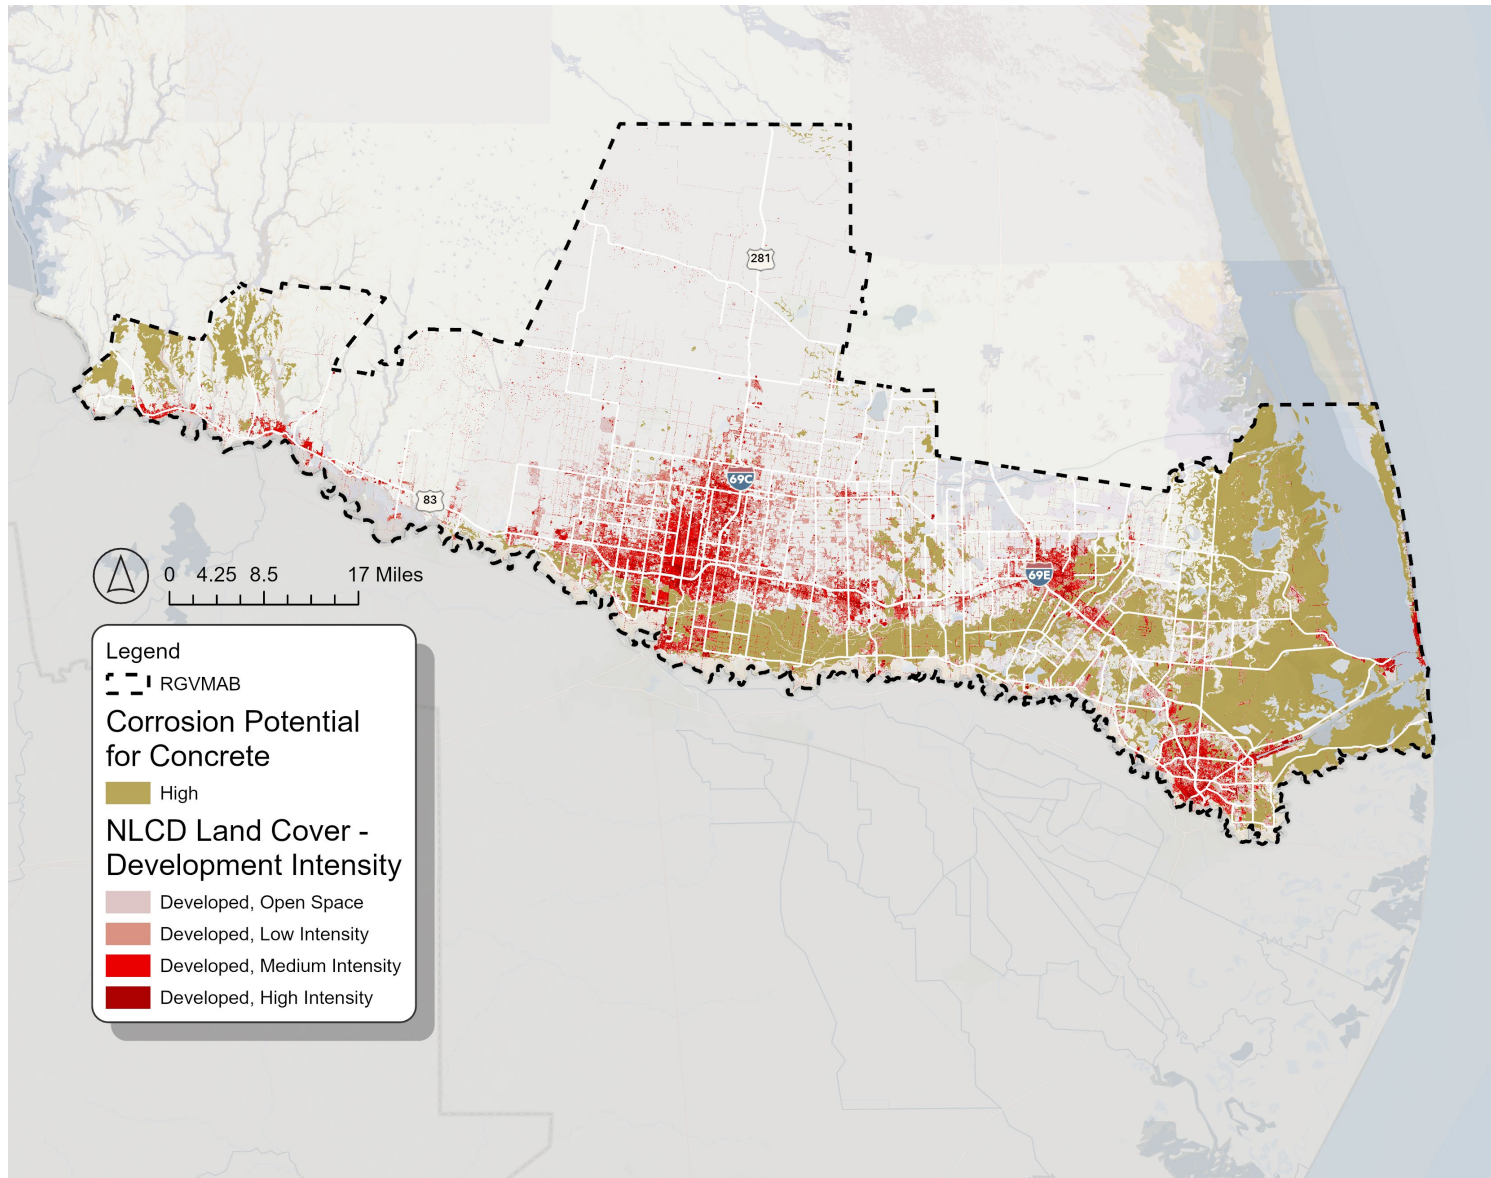 281
69C
83
69E
0 4.25 8.5 17 Miles
Legend
RGVMAB
Corrosion Potential
for Concrete
High
NLCD Land Cover -
Development Intensity
Developed, Open Space
Developed, Low Intensity
Developed, Medium Intensity
Developed, High Intensity